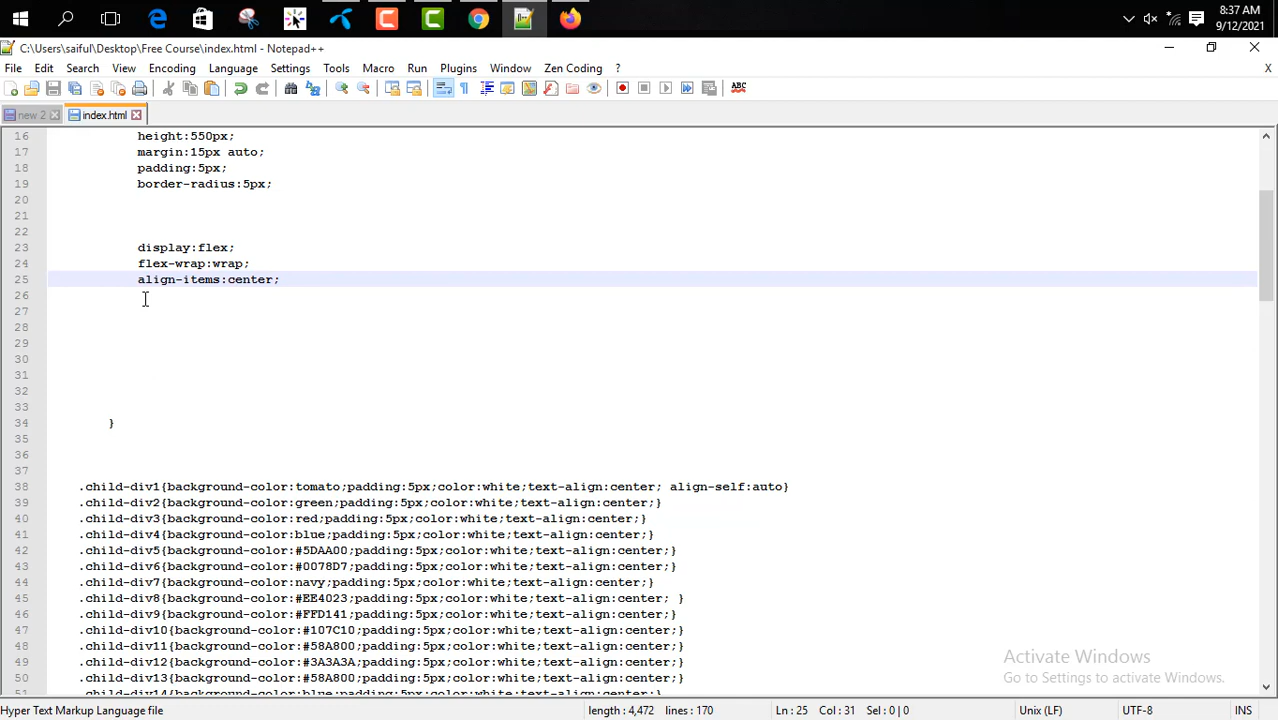 8:37 AM
9/12/2021
C:\Users\saiful\Desktop\Free Course\index.html - Notepad++
File Edit Search View Encoding Language Settings Tools Macro Run Plugins Window Zen Coding ? X
ABC
new 2 index.html
16 height:550px;
17 margin:15px auto;
18 padding:5px;
19 border-radius:5px;
20
21
22
23 display:flex;
24 flex-wrap:wrap;
25 align-items:center;
26
27
28
29
30
31
32
33
34 }
35
36
37
38 .child-div1{background-color:tomato;padding:5px;color:white;text-align:center; align-self:auto}
39 .child-div2{background-color:green;padding:5px;color:white;text-align:center;}
40 .child-div3{background-color:red;padding:5px;color:white;text-align:center;}
41 .child-div4{background-color:blue;padding:5px;color:white;text-align:center;}
42 .child-div5{background-color:#5DAA00;padding:5px;color:white;text-align:center;}
43 .child-div6{background-color:#0078D7;padding:5px;color:white;text-align:center;}
44 .child-div7{background-color:navy;padding:5px;color:white;text-align:center;}
45 .child-div8{background-color:#EE4023;padding:5px;color:white;text-align:center; }
46 .child-div9{background-color:#FFD141;padding:5px;color:white;text-align:center;}
47 .child-div10{background-color:#107C10;padding:5px;color:white;text-align:center;}
48 .child-div11{background-color:#58A800;padding:5px;color:white;text-align:center;}
49 .child-div12{background-color:#3A3A3A;padding:5px;color:white;text-align:center;}
50 .child-div13{background-color:#58A800;padding:5px;color:white;text-align:center;}
51 .child-div14{background-color:blue;padding:5px;color:white;text-align:center;}
Activate Windows
Go to Settings to activate Windows.
Hyper Text Markup Language file length : 4,472 lines : 170 Ln : 25 Col : 31 Sel : 0 | 0 Unix (LF) UTF-8 INS